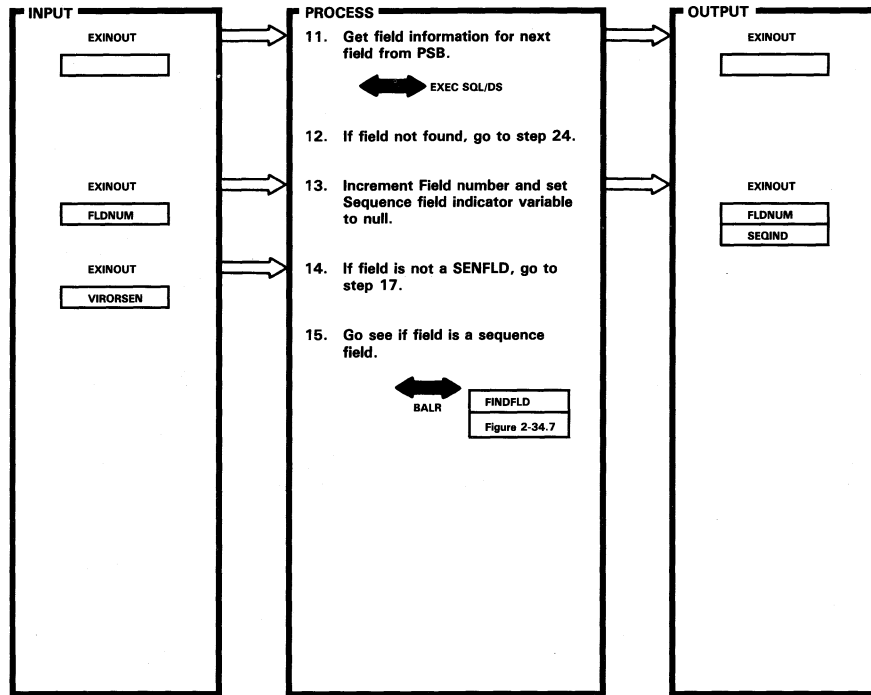 INPUT
PROCESS
OUTPUT
EXINOUT
11. Get field information for next
field from PSB.
EXINOUT
EXEC SQL/DS
12. If field not found, go to step 24.
EXINOUT
FLDNUM
13. Increment Field number and set
Sequence field indicator variable
to null.
EXINOUT
FLDNUM
SEQIND
EXINOUT
VIRORSEN
14. If field is not a SENFLD, go to
step 17.
15. Go see if field is a sequence
field.
BALR
FINDFLD
Figure 2-34.7